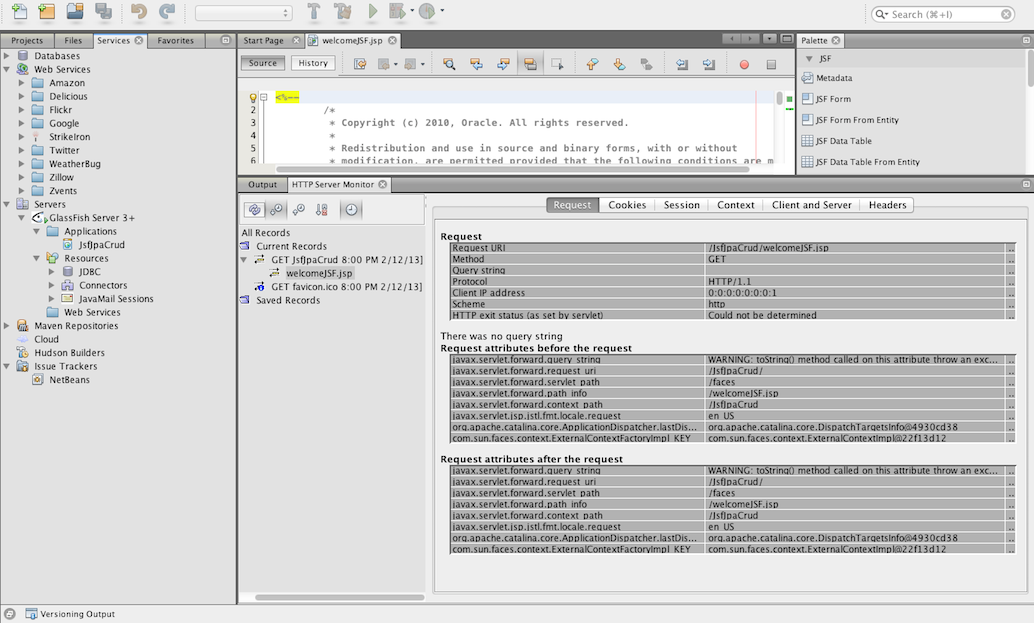 Search (⌘+I)
Projects Files Services Favorites
Databases
Web Services
Amazon
Delicious
Flickr
Google
StrikeIron
Twitter
WeatherBug
Zillow
Zvents
Servers
GlassFish Server 3+
Applications
JsfJpaCrud
Resources
JDBC
Connectors
JavaMail Sessions
Web Services
Maven Repositories
Cloud
Hudson Builders
Issue Trackers
NetBeans
Start Page welcomeJSF.jsp
Source History
<%--
2 /*
3 * Copyright (c) 2010, Oracle. All rights reserved.
4 *
5 * Redistribution and use in source and binary forms, with or without
6 * modification, are permitted provided that the following conditions are m
Palette
JSF
Metadata
JSF Form
JSF Form From Entity
JSF Data Table
JSF Data Table From Entity
Output HTTP Server Monitor
All Records
Current Records
GET JsfJpaCrud 8:00 PM 2/12/13]
welcomeJSF.jsp
GET favicon.ico 8:00 PM 2/12/13]
Saved Records
Request Cookies Session Context Client and Server Headers
Request
Request URI /JsfJpaCrud/welcomeJSF.jsp ...
Method GET ...
Query string ...
Protocol HTTP/1.1 ...
Client IP address 0:0:0:0:0:0:0:1 ...
Scheme http ...
HTTP exit status (as set by servlet) Could not be determined ...
There was no query string
Request attributes before the request
javax.servlet.forward.query_string WARNING: toString() method called on this attribute throw an exc... ...
javax.servlet.forward.request_uri /JsfJpaCrud/ ...
javax.servlet.forward.servlet_path /faces ...
javax.servlet.forward.path_info /welcomeJSF.jsp ...
javax.servlet.forward.context_path /JsfJpaCrud ...
javax.servlet.jsp.jstl.fmt.locale.request en_US ...
org.apache.catalina.core.ApplicationDispatcher.lastDis... org.apache.catalina.core.DispatchTargetsInfo@4930cd38 ...
com.sun.faces.context.ExternalContextFactoryImpl_KEY com.sun.faces.context.ExternalContextImpl@22f13d12 ...
Request attributes after the request
javax.servlet.forward.query_string WARNING: toString() method called on this attribute throw an exc... ...
javax.servlet.forward.request_uri /JsfJpaCrud/ ...
javax.servlet.forward.servlet_path /faces ...
javax.servlet.forward.path_info /welcomeJSF.jsp ...
javax.servlet.forward.context_path /JsfJpaCrud ...
javax.servlet.jsp.jstl.fmt.locale.request en_US ...
org.apache.catalina.core.ApplicationDispatcher.lastDis... org.apache.catalina.core.DispatchTargetsInfo@4930cd38 ...
com.sun.faces.context.ExternalContextFactoryImpl_KEY com.sun.faces.context.ExternalContextImpl@22f13d12 ...
Versioning Output